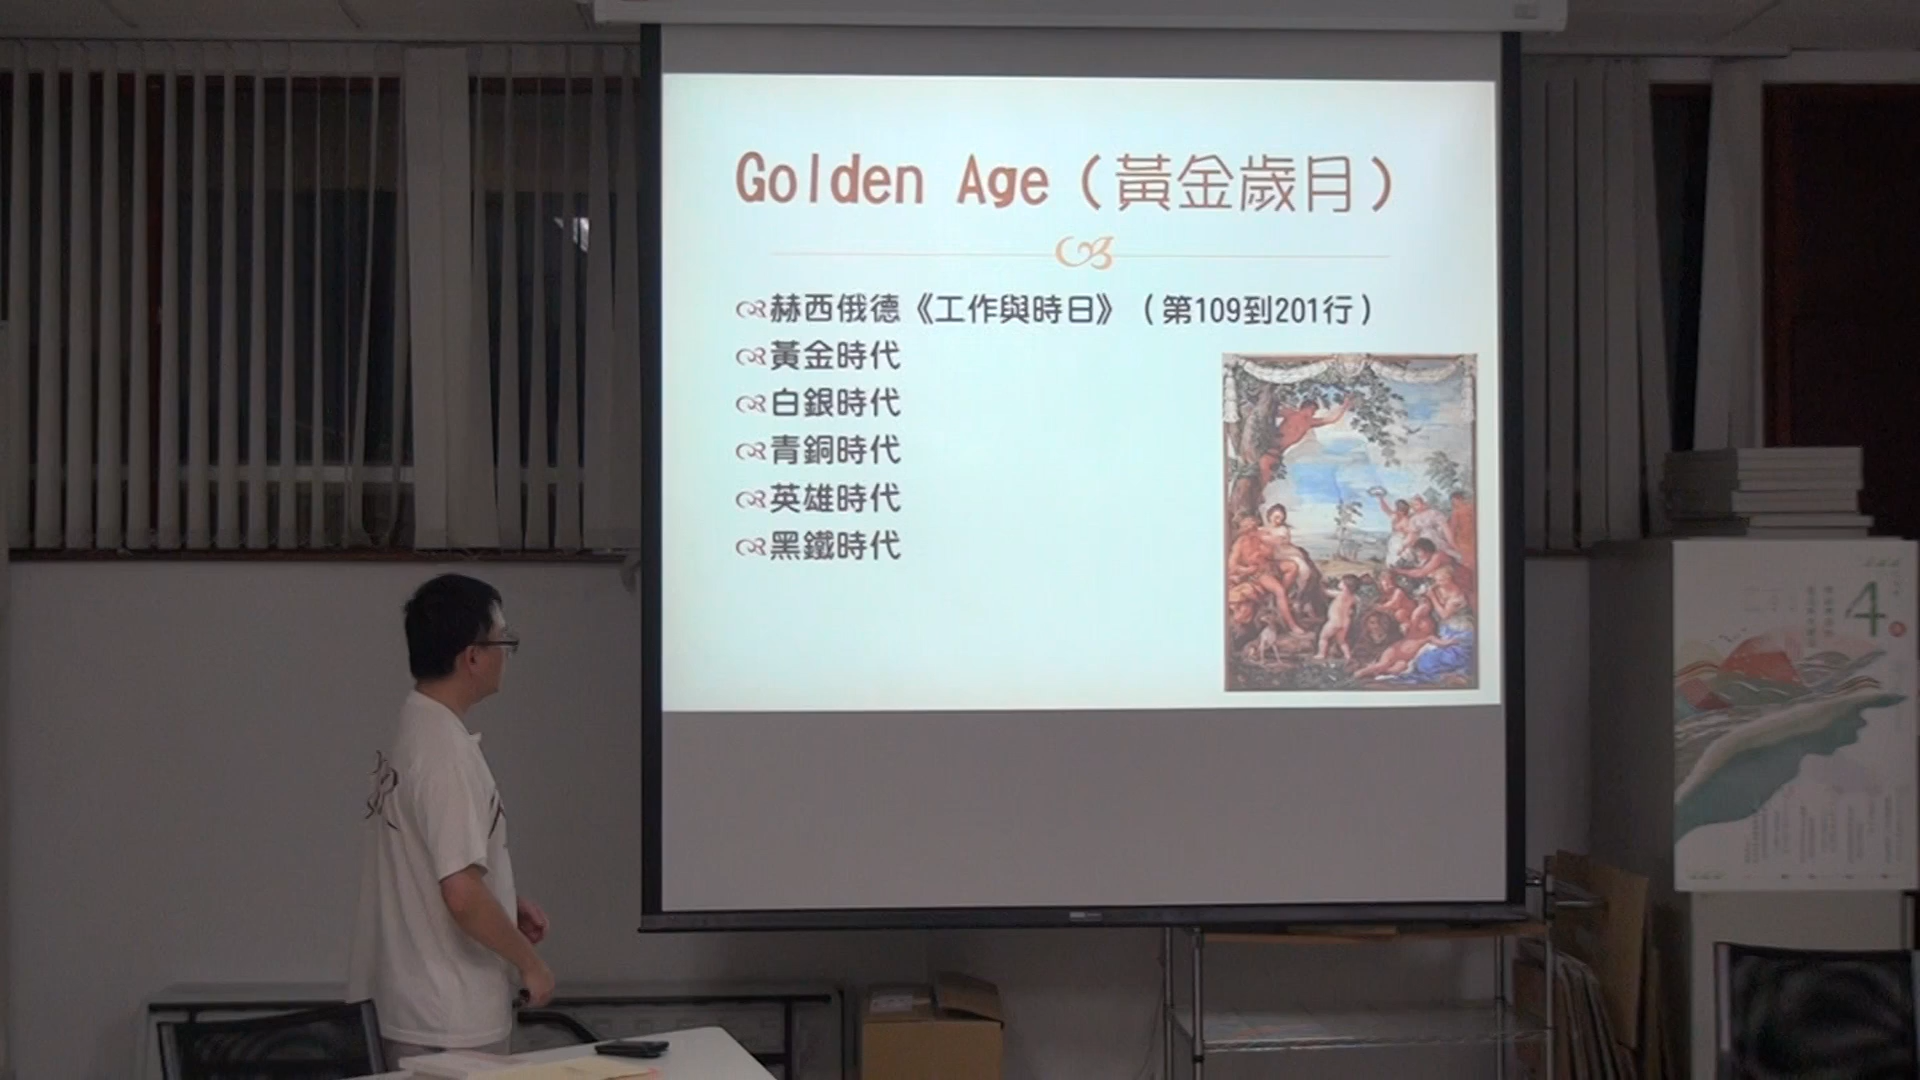 Golden Age（黃金歲月）
赫西俄德《工作與時日》（第109到201行）
黃金時代
白銀時代
青銅時代
英雄時代
黑鐵時代
4